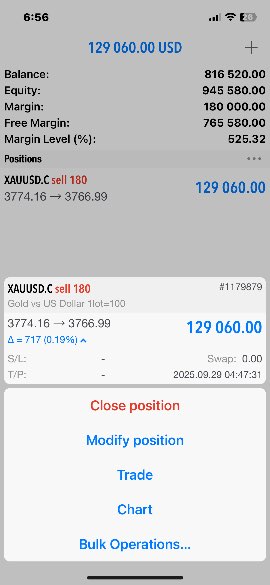 6:56
129 060.00 USD
Balance: 816 520.00
Equity: 945 580.00
Margin: 180 000.00
Free Margin: 765 580.00
Margin Level (%): 525.32
Positions
XAUUSD.C sell 180
3774.16 → 3766.99 129 060.00
XAUUSD.C sell 180 #1179879
Gold vs US Dollar 1lot=100
3774.16 → 3766.99 129 060.00
Δ = 717 (0.19%)
S/L: - Swap: 0.00
T/P: - 2025.09.29 04:47:31
Close position
Modify position
Trade
Chart
Bulk Operations...